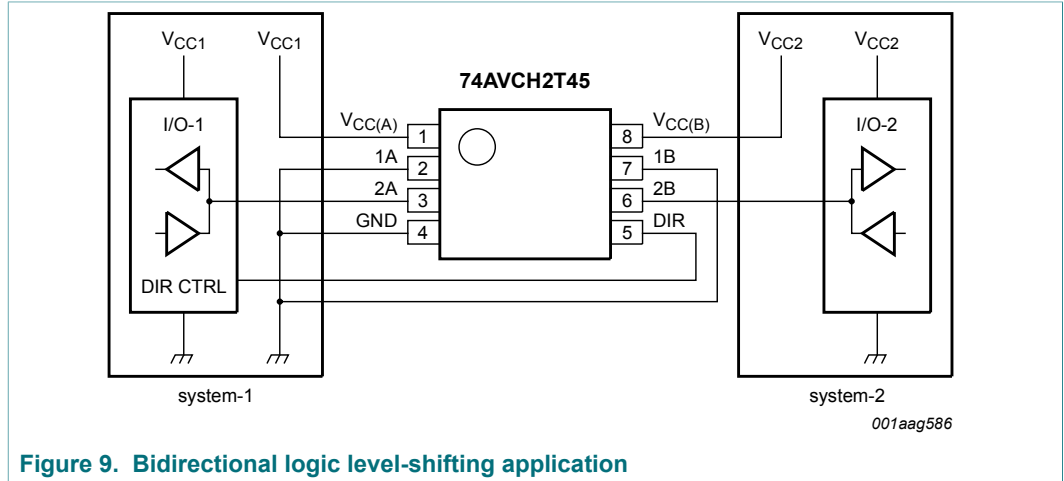 VCC1 VCC1 VCC2 VCC2
74AVCH2T45
I/O-1 VCC(A) 1 8 VCC(B) I/O-2
1A 2 7 1B
2A 3 6 2B
GND 4 5 DIR
DIR CTRL
system-1 system-2
001aag586
Figure 9. Bidirectional logic level-shifting application